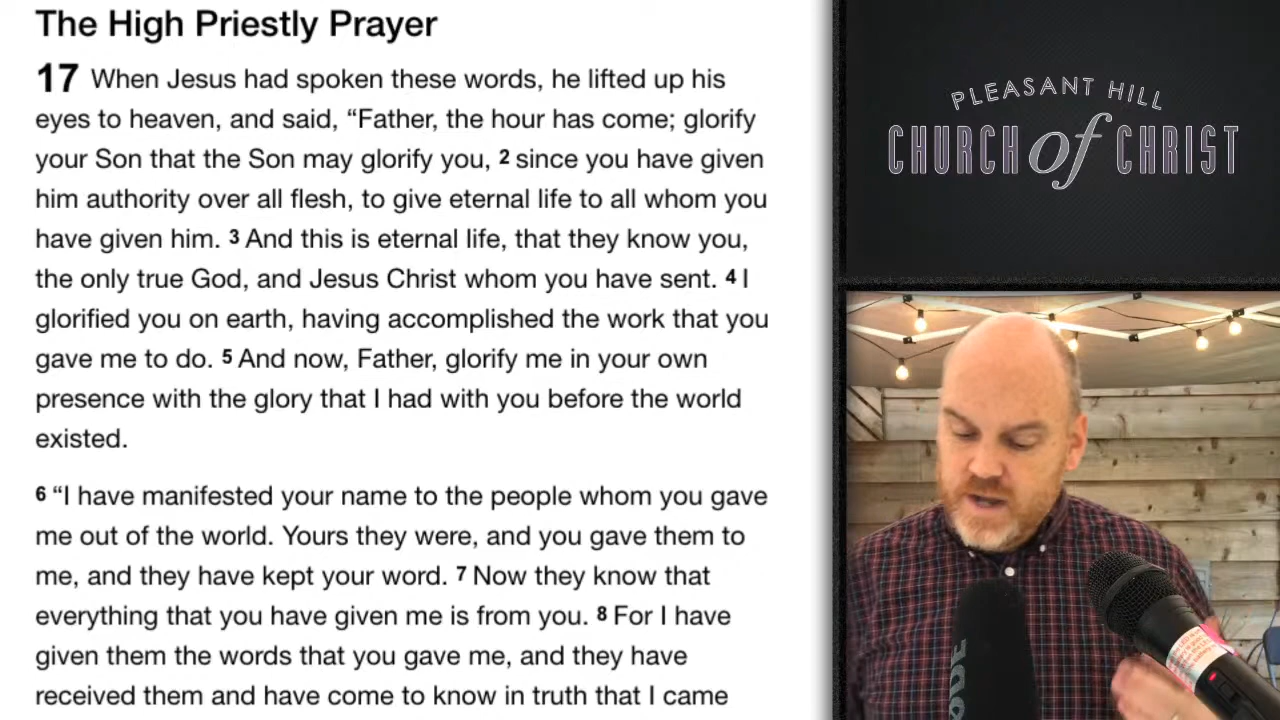 The High Priestly Prayer
17 When Jesus had spoken these words, he lifted up his
eyes to heaven, and said, “Father, the hour has come; glorify
your Son that the Son may glorify you, 2 since you have given
him authority over all flesh, to give eternal life to all whom you
have given him. 3 And this is eternal life, that they know you,
the only true God, and Jesus Christ whom you have sent. 4 I
glorified you on earth, having accomplished the work that you
gave me to do. 5 And now, Father, glorify me in your own
presence with the glory that I had with you before the world
existed.
6 “I have manifested your name to the people whom you gave
me out of the world. Yours they were, and you gave them to
me, and they have kept your word. 7 Now they know that
everything that you have given me is from you. 8 For I have
given them the words that you gave me, and they have
received them and have come to know in truth that I came
PLEASANT HILL
CHURCH of CHRIST